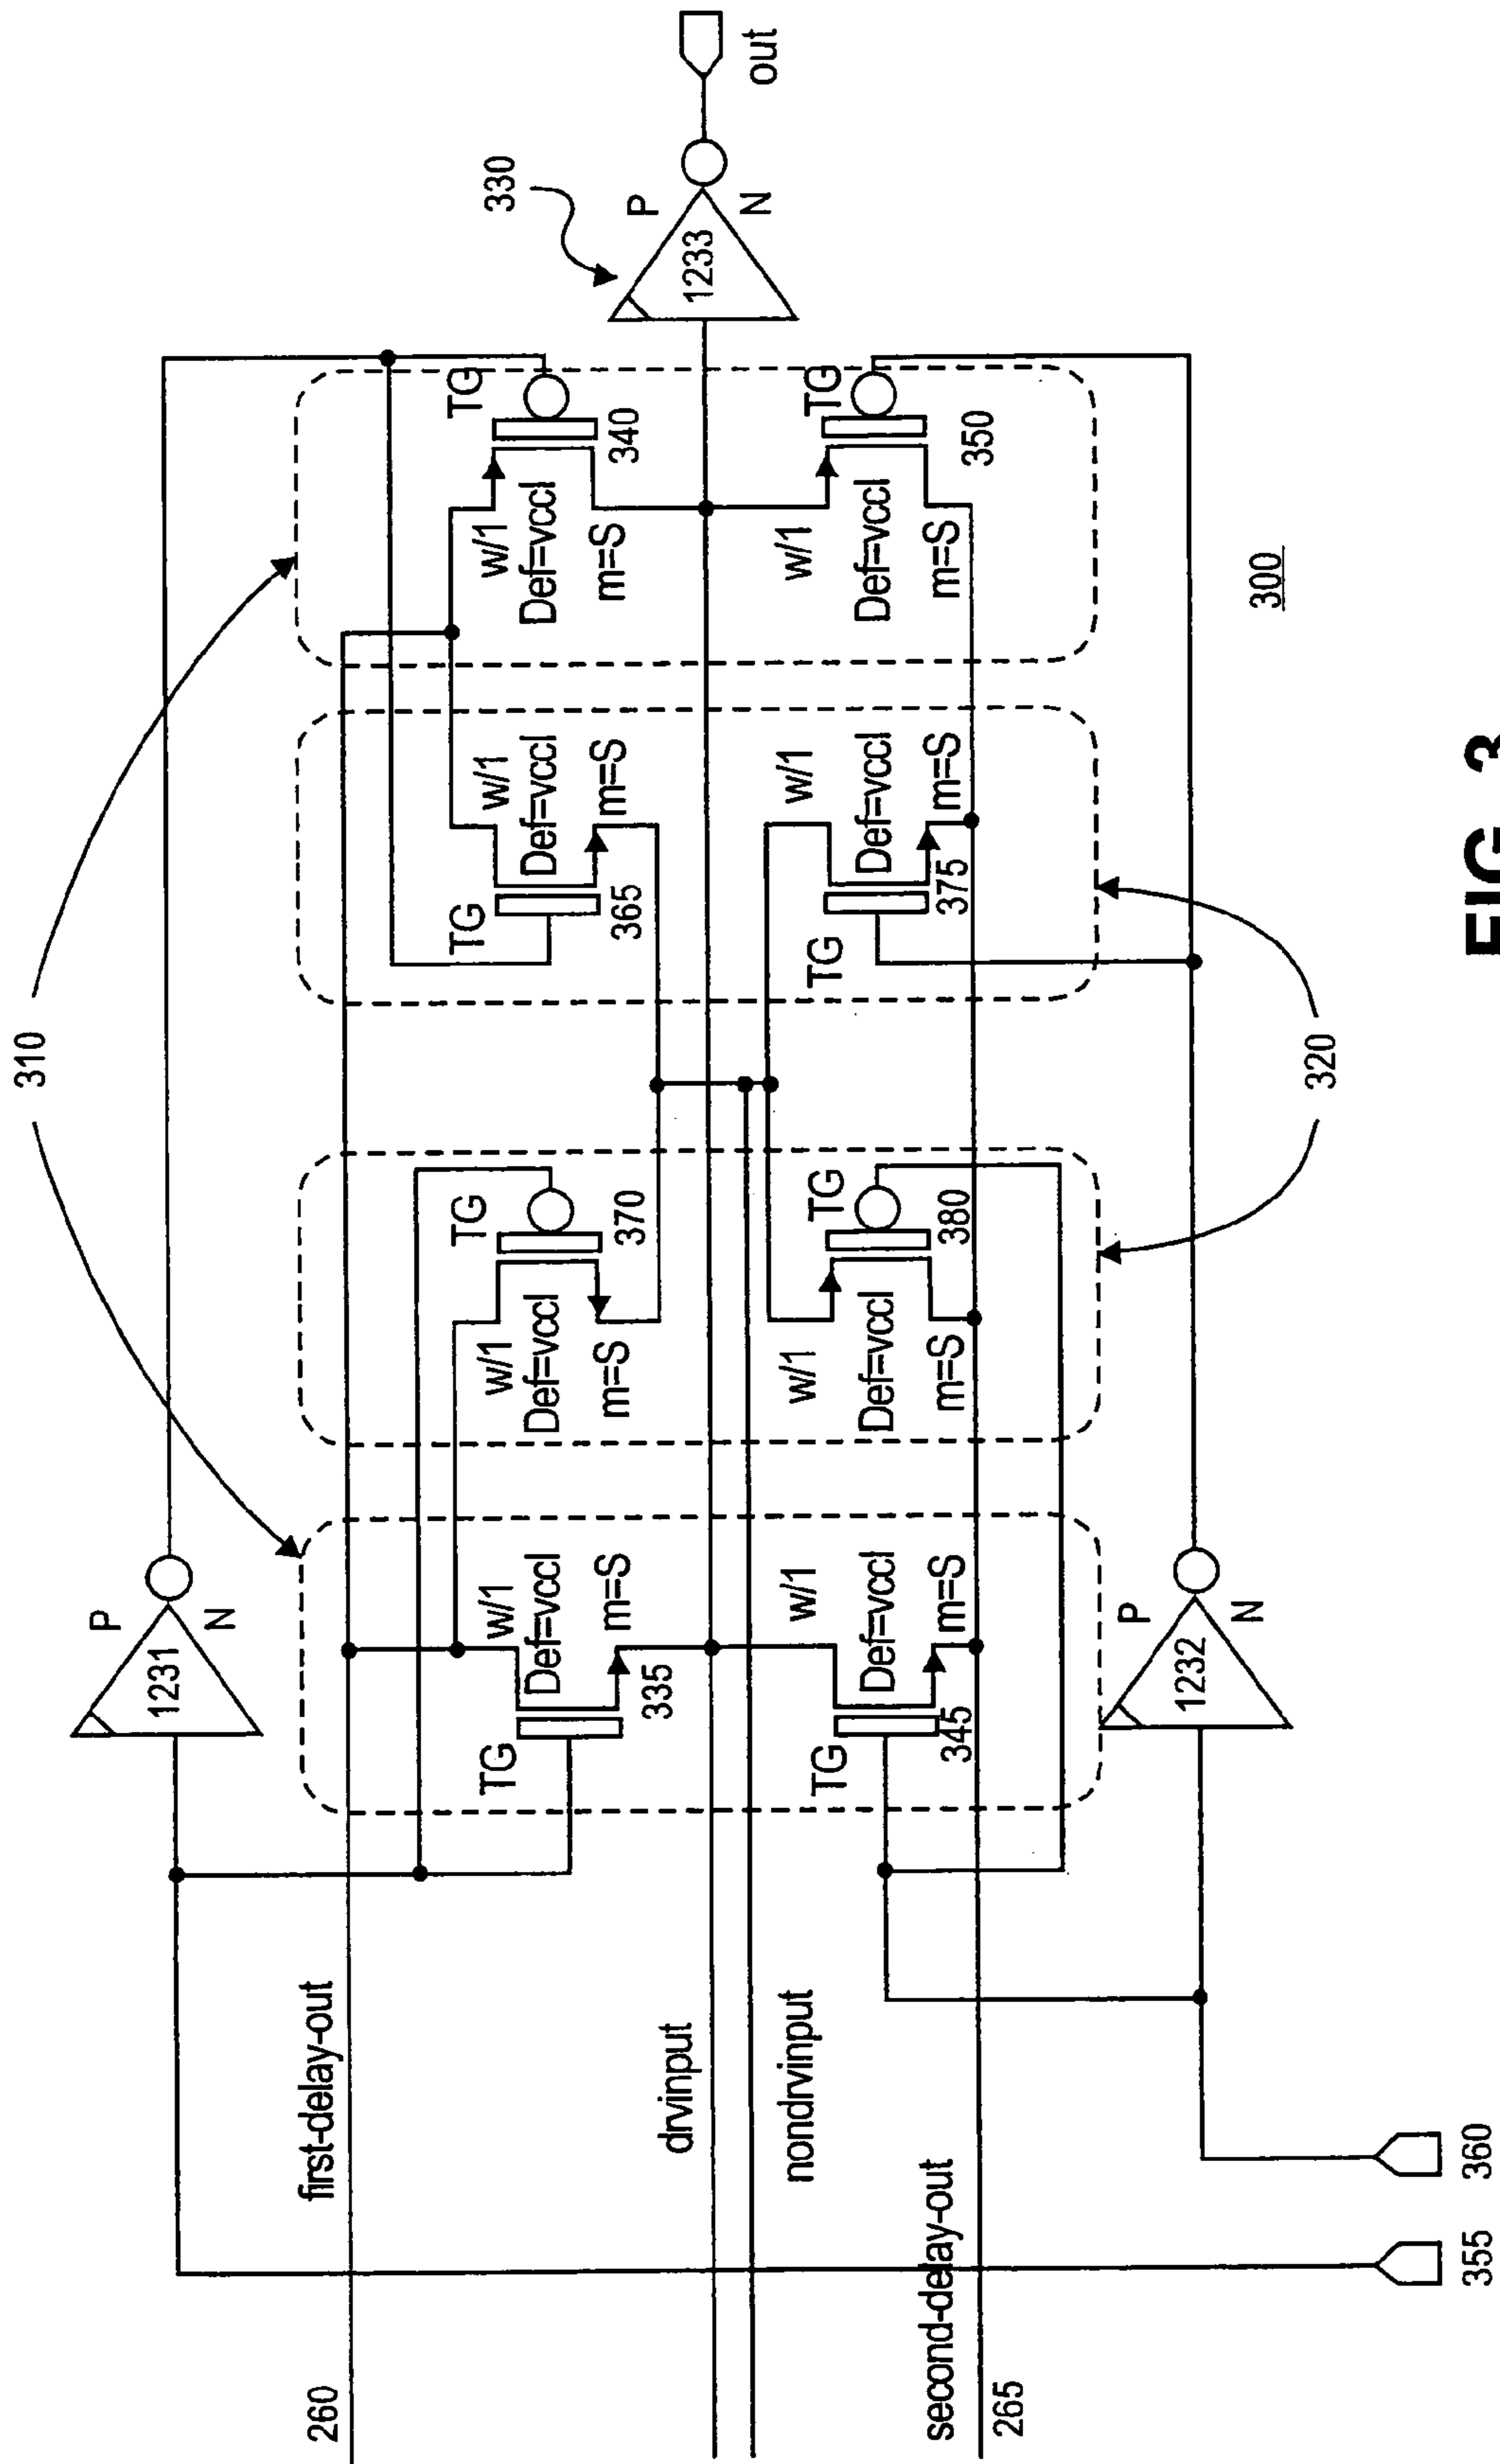 310
1231
P
N
260
first-delay-out
TG
335
w/1
Def=vccl
m=S
w/1
Def=vccl
m=S
TG
370
TG
365
w/1
Def=vccl
m=S
w/1
Def=vccl
m=S
TG
340
330
P
N
1233
out
drvinput
nondrvinput
TG
345
w/1
Def=vccl
m=S
w/1
Def=vccl
m=S
TG
380
TG
375
w/1
Def=vccl
m=S
w/1
Def=vccl
m=S
TG
350
second-delay-out
265
1232
P
N
320
300
355
360
FIG. 3